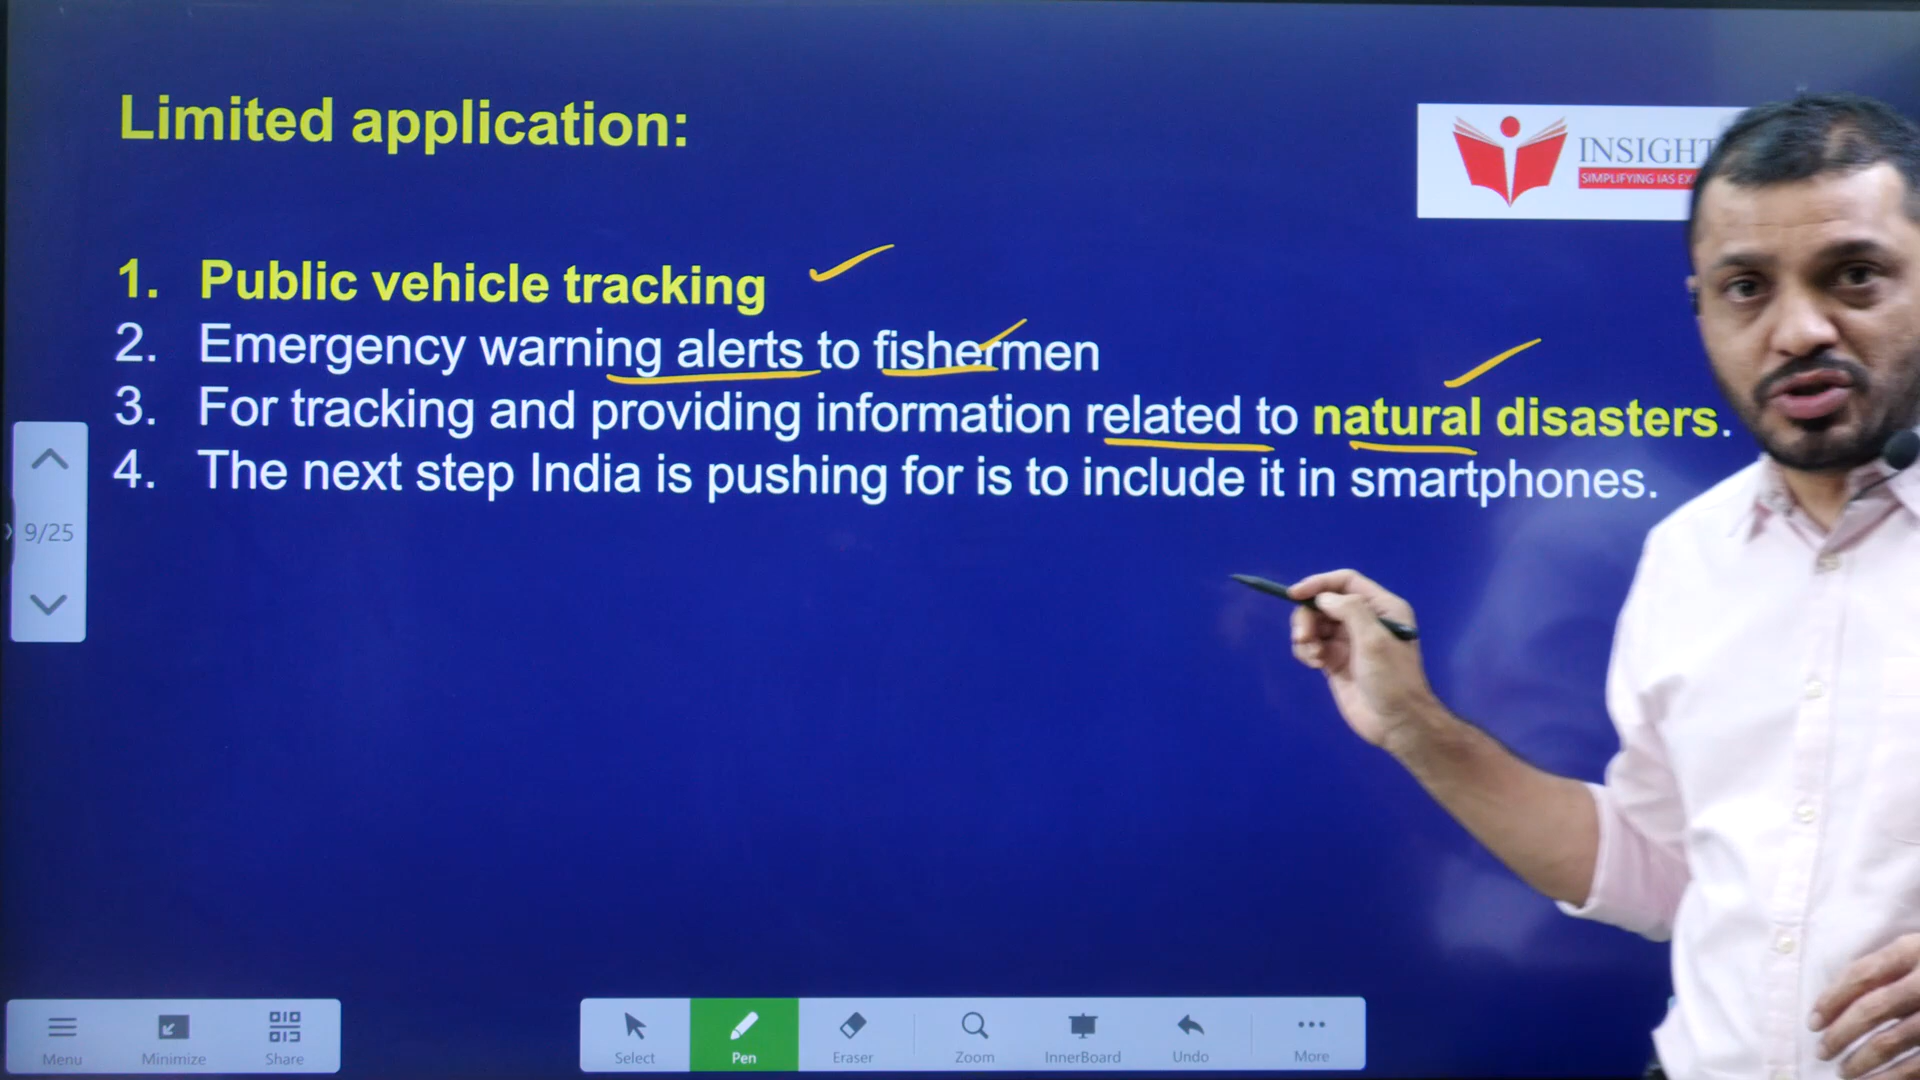 Limited application:
INSIGHT
SIMPLIFYING IAS EX
1. Public vehicle tracking
2. Emergency warning alerts to fishermen
3. For tracking and providing information related to natural disasters.
4. The next step India is pushing for is to include it in smartphones.
9/25
Menu Minimize Share Select Pen Eraser Zoom InnerBoard Undo More